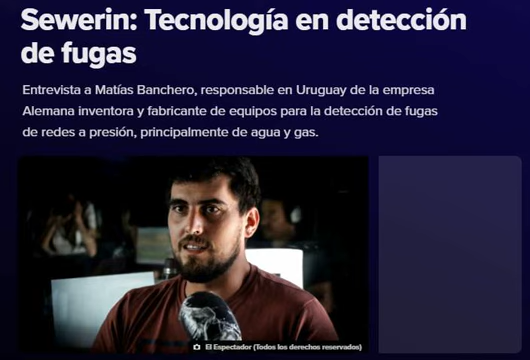 Sewerin: Tecnología en detección
de fugas
Entrevista a Matías Banchero, responsable en Uruguay de la empresa
Alemana inventora y fabricante de equipos para la detección de fugas
de redes a presión, principalmente de agua y gas.
El Espectador (Todos los derechos reservados)